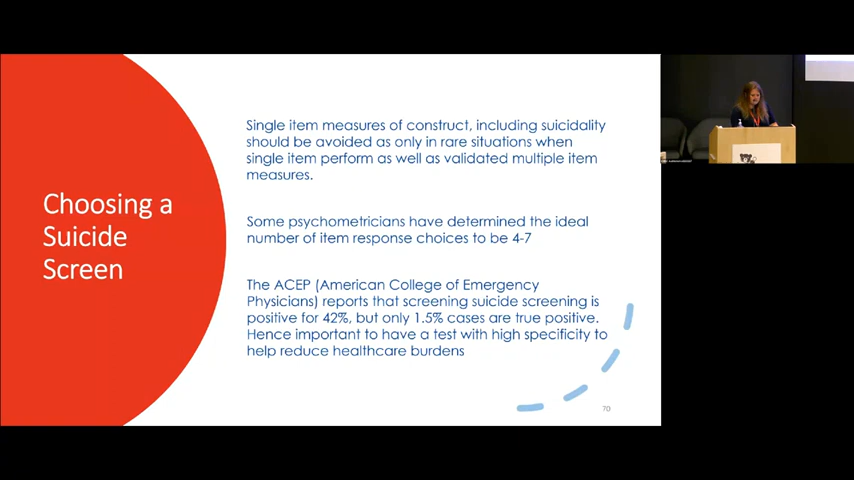 Choosing a
Suicide
Screen
Single item measures of construct, including suicidality
should be avoided as only in rare situations when
single item perform as well as validated multiple item
measures.
Some psychometricians have determined the ideal
number of item response choices to be 4-7
The ACEP (American College of Emergency
Physicians) reports that screening suicide screening is
positive for 42%, but only 1.5% cases are true positive.
Hence important to have a test with high specificity to
help reduce healthcare burdens
70